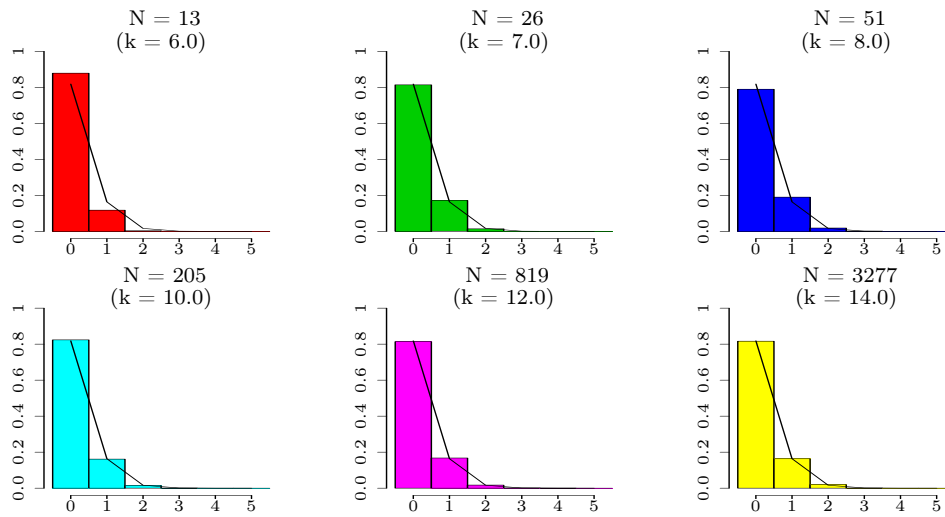 N = 13
(k = 6.0)
N = 26
(k = 7.0)
N = 51
(k = 8.0)
0.0 0.2 0.4 0.6 0.8 1
0 1 2 3 4 5
0.0 0.2 0.4 0.6 0.8 1
0 1 2 3 4 5
0.0 0.2 0.4 0.6 0.8 1
0 1 2 3 4 5
N = 205
(k = 10.0)
N = 819
(k = 12.0)
N = 3277
(k = 14.0)
0.0 0.2 0.4 0.6 0.8 1
0 1 2 3 4 5
0.0 0.2 0.4 0.6 0.8 1
0 1 2 3 4 5
0.0 0.2 0.4 0.6 0.8 1
0 1 2 3 4 5